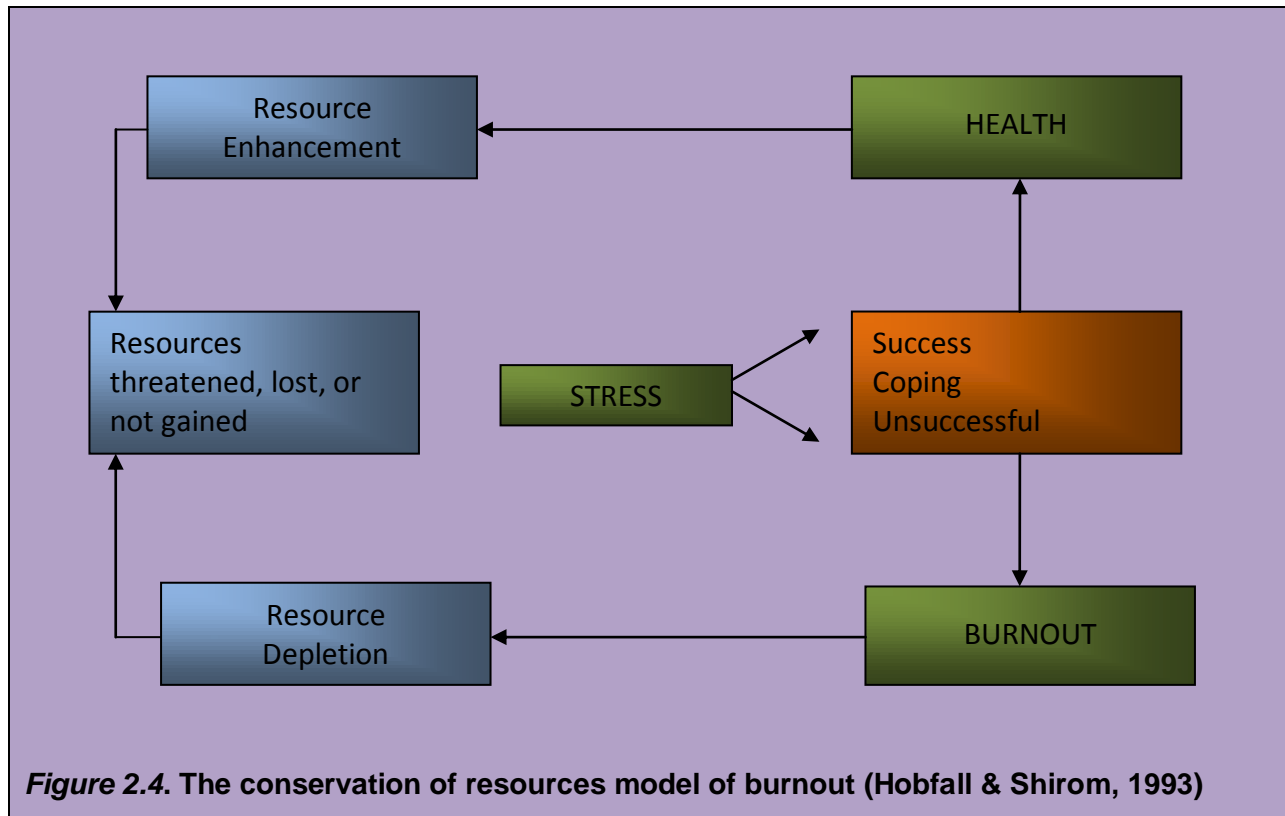 Resource
Enhancement
HEALTH
Resources
threatened, lost, or
not gained
STRESS
Success
Coping
Unsuccessful
Resource
Depletion
BURNOUT
Figure 2.4. The conservation of resources model of burnout (Hobfall & Shirom, 1993)